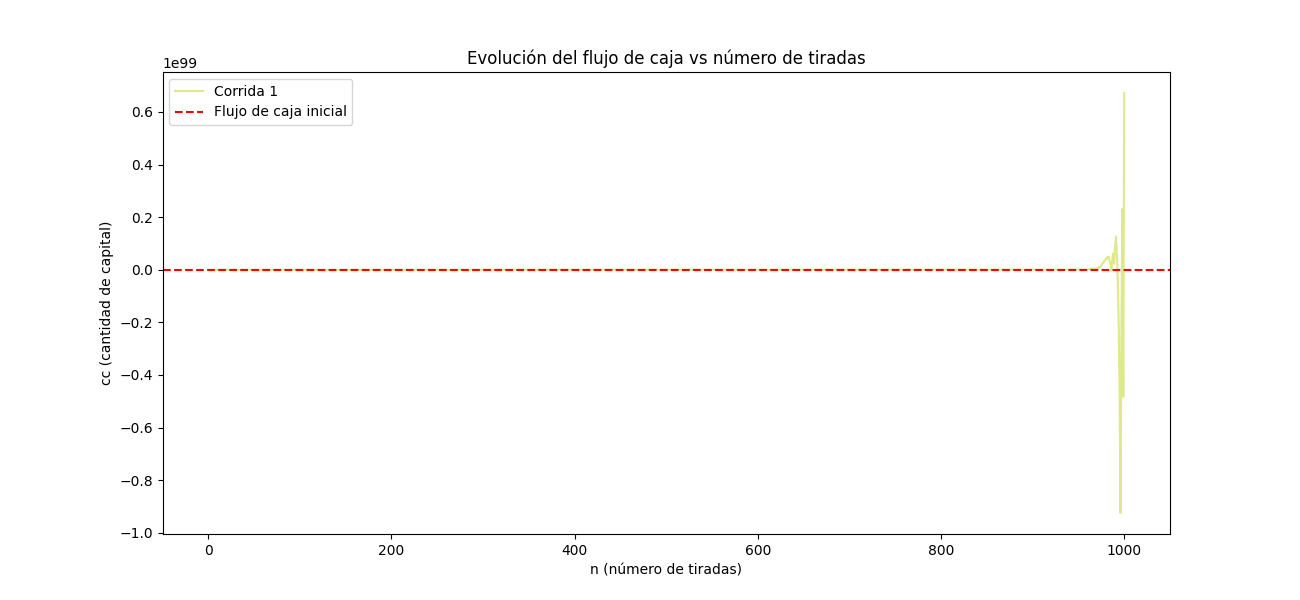 Evolución del flujo de caja vs número de tiradas
1e99
Corrida 1
Flujo de caja inicial
0.6
0.4
0.2
0.0
−0.2
−0.4
−0.6
−0.8
−1.0
cc (cantidad de capital)
0 200 400 600 800 1000
n (número de tiradas)